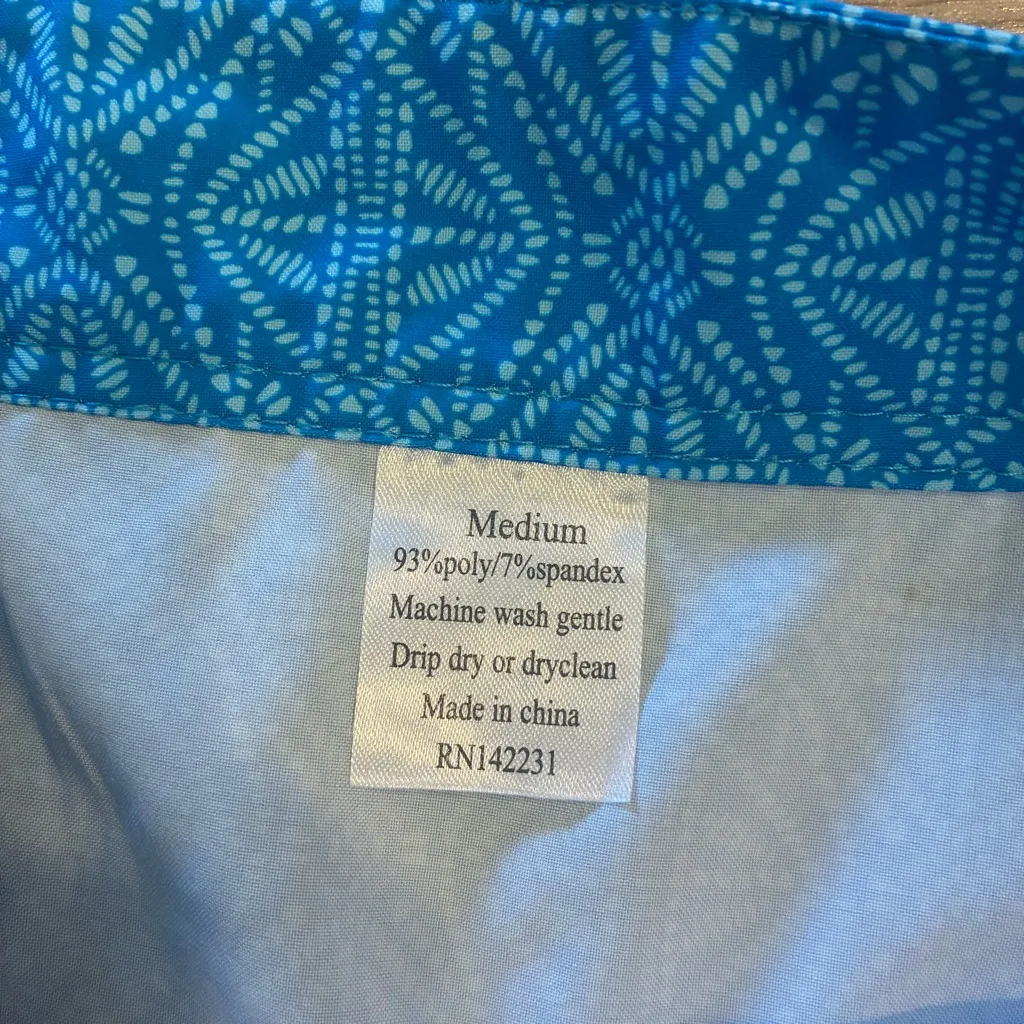 Medium
93%poly/7%spandex
Machine wash gentle
Drip dry or dryclean
Made in china
RN142231